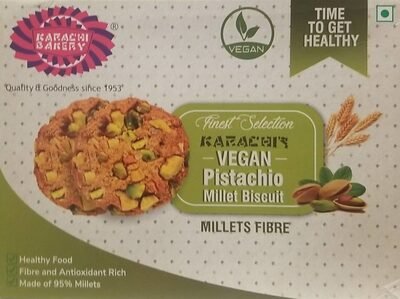 KARACHI
BAKERY
®
"Quality & Goodness since 1953"
VEGAN
TIME
TO GET
HEALTHY
Finest Selection
KARACHI'S
VEGAN
Pistachio
Millet Biscuit
MILLETS FIBRE
Healthy Food
Fibre and Antioxidant Rich
Made of 95% Millets